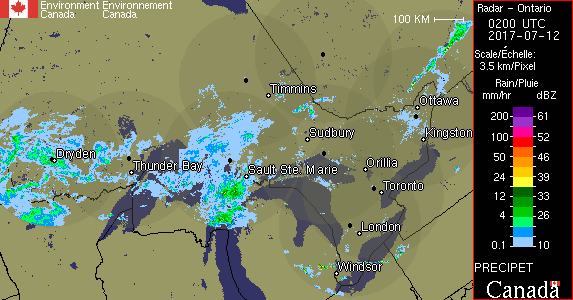 Environment Environnement
Canada Canada
Radar - Ontario
0200 UTC
2017-07-12
100 KM
Scale/Échelle:
3.5 km/Pixel
Rain/Pluie
mm/hr dBZ
200 61
100 52
50 46
24 39
12 33
4 26
1 20
0.1 10
PRECIPET
Canada
Timmins
Ottawa
Sudbury
Kingston
Dryden
Thunder Bay
Sault Ste. Marie
Orillia
Toronto
London
Windsor